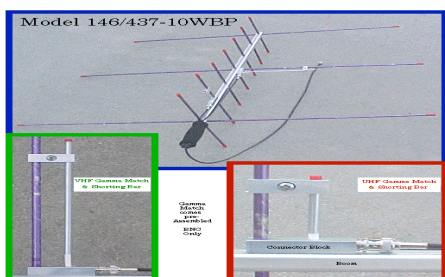 Model 146/437-10WBP
VHF Gamma Match
& Shorting Bar
Gamma
Match
comes
pre-
Assembled
BNC
Only
UHF Gamma Match
& Shorting Bar
Connector Block
Boom